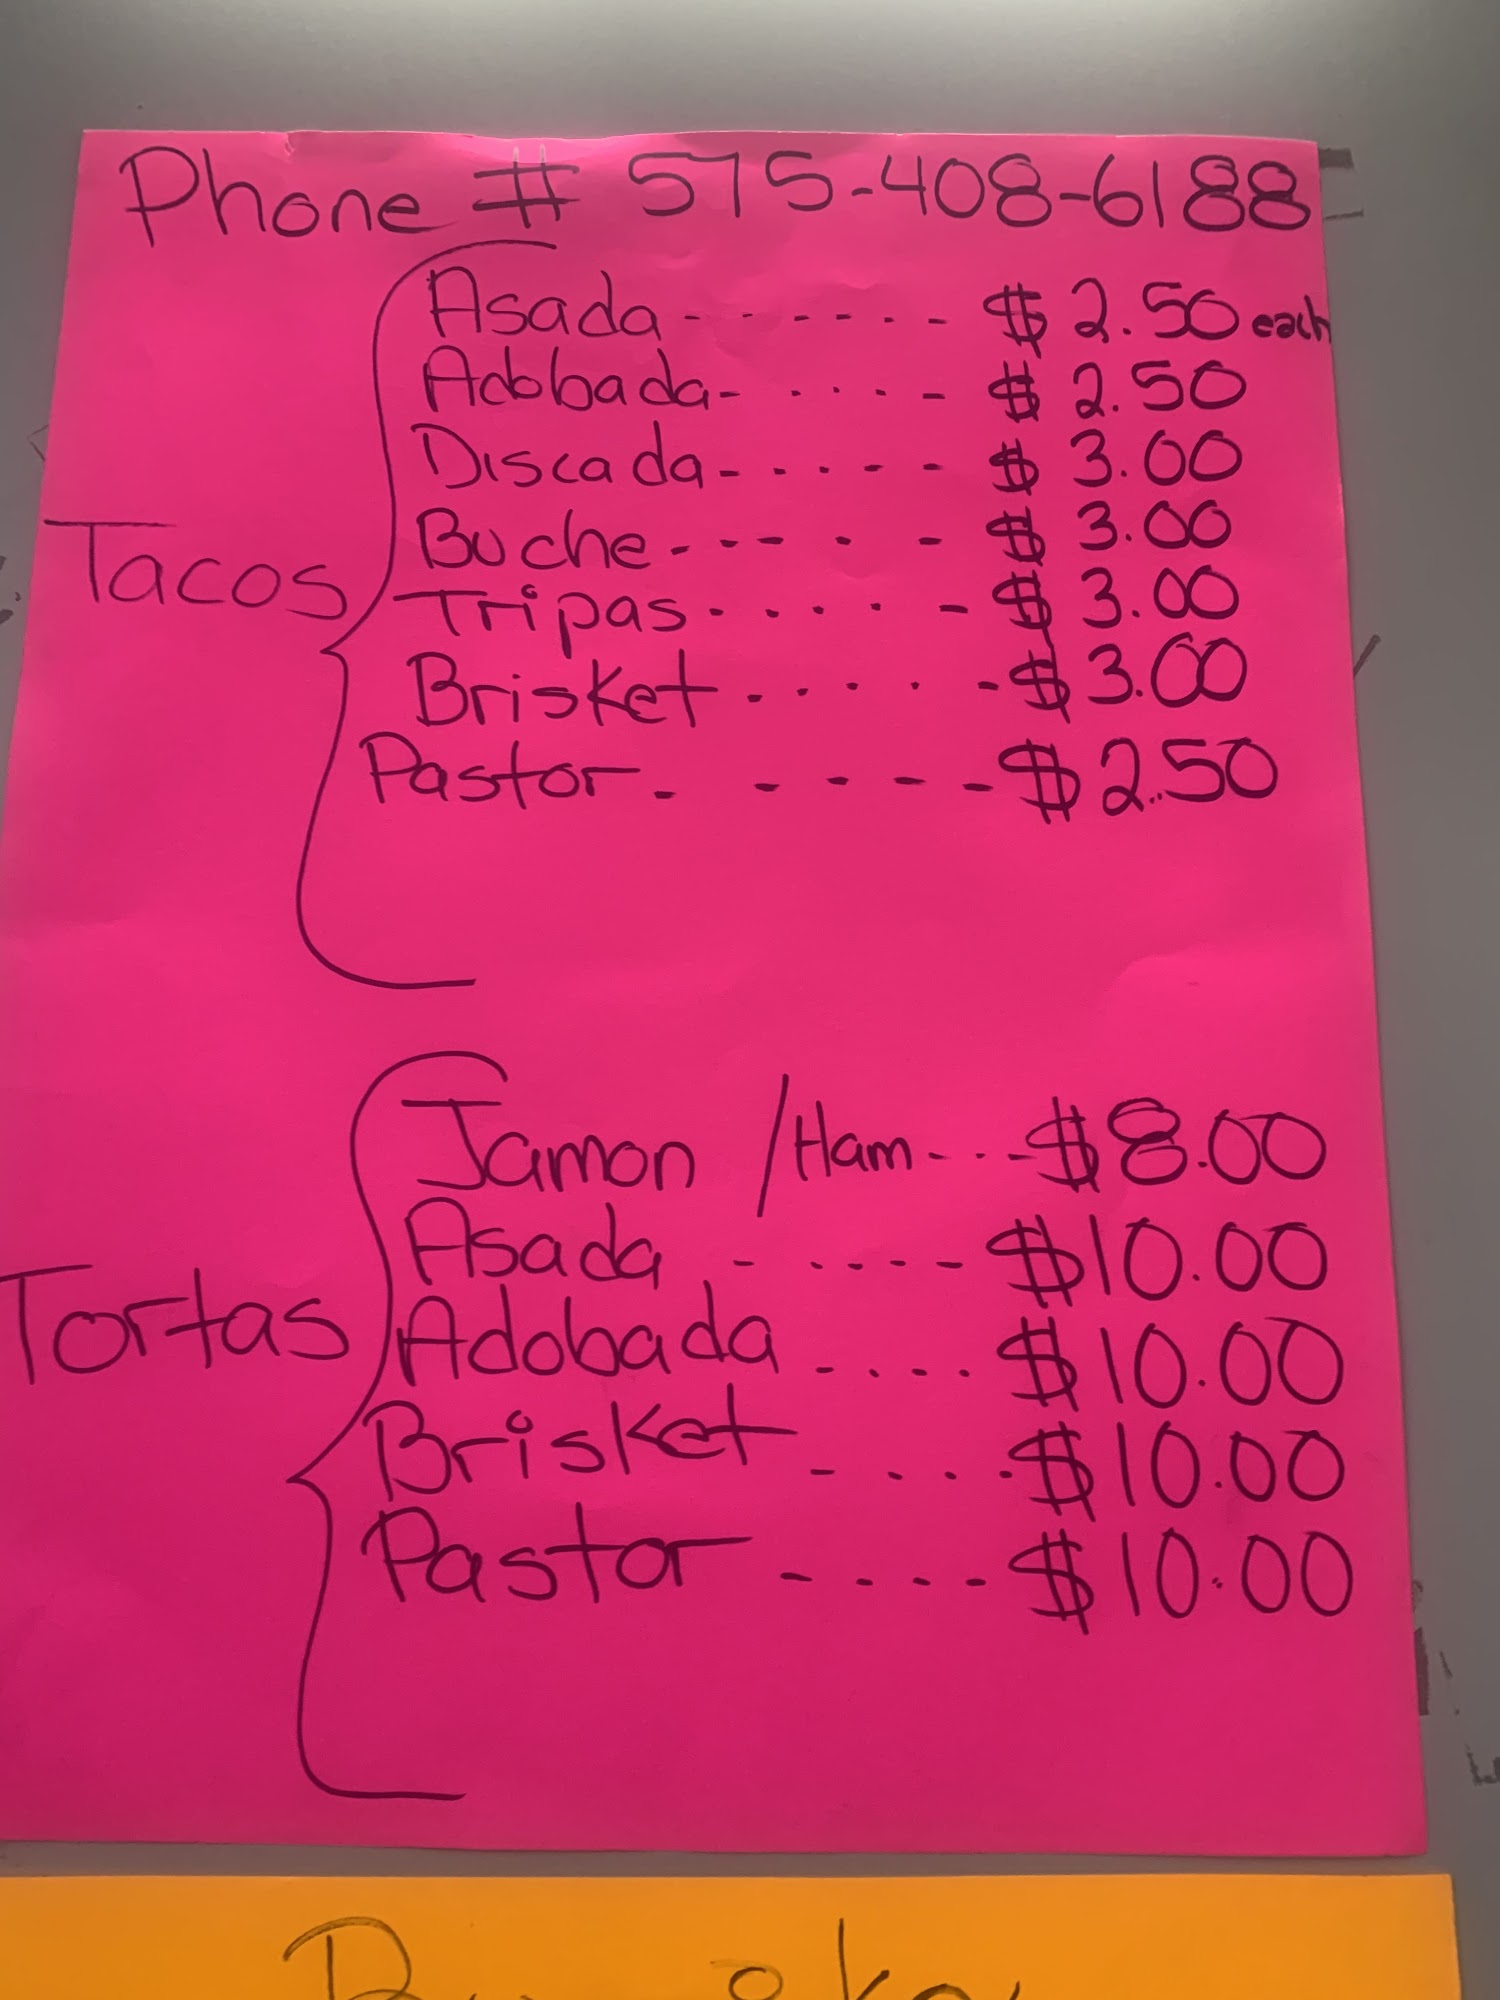 Phone # 575-408-6188
Tacos
Asada ------- $ 2.50 each
Adobada- ----- $ 2.50
Discada------ $ 3.00
Buche------ $ 3.00
Tripas------ $ 3.00
Brisket-----$ 3.00
Pastor-----$ 2.50
Tortas
Jamon /Ham----$8.00
Asada -----$10.00
Adobada ....$10.00
Brisket ....$10.00
Pastor ----$10.00